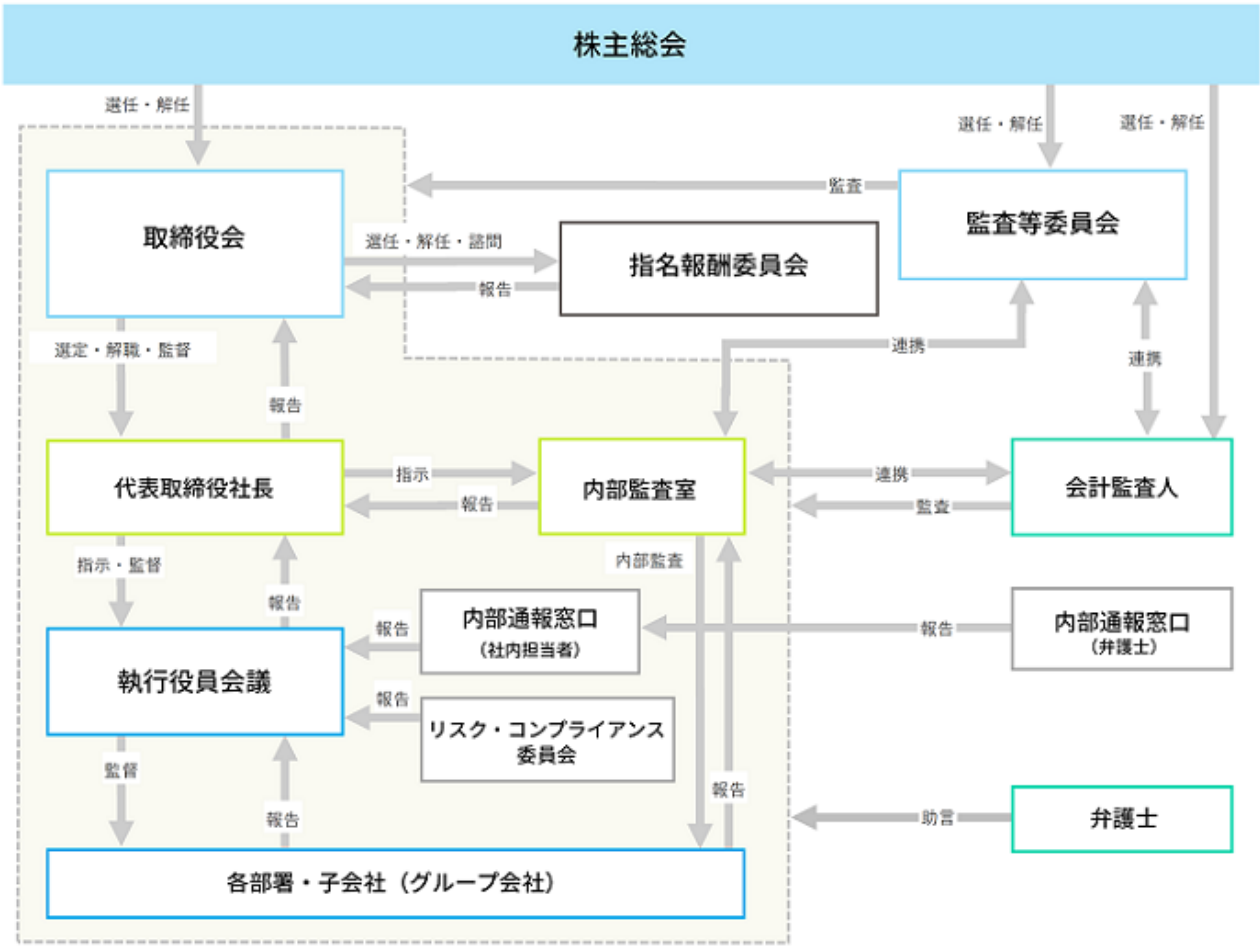 株主総会
選任・解任
選任・解任
選任・解任
取締役会
監査
監査等委員会
選任・解任・諮問
指名報酬委員会
報告
選定・解職・監督
連携
連携
報告
代表取締役社長
指示
報告
内部監査室
連携
監査
会計監査人
指示・監督
内部監査
報告
報告
内部通報窓口
（社内担当者）
報告
内部通報窓口
（弁護士）
執行役員会議
報告
リスク・コンプライアンス
委員会
監督
報告
報告
助言
弁護士
各部署・子会社（グループ会社）